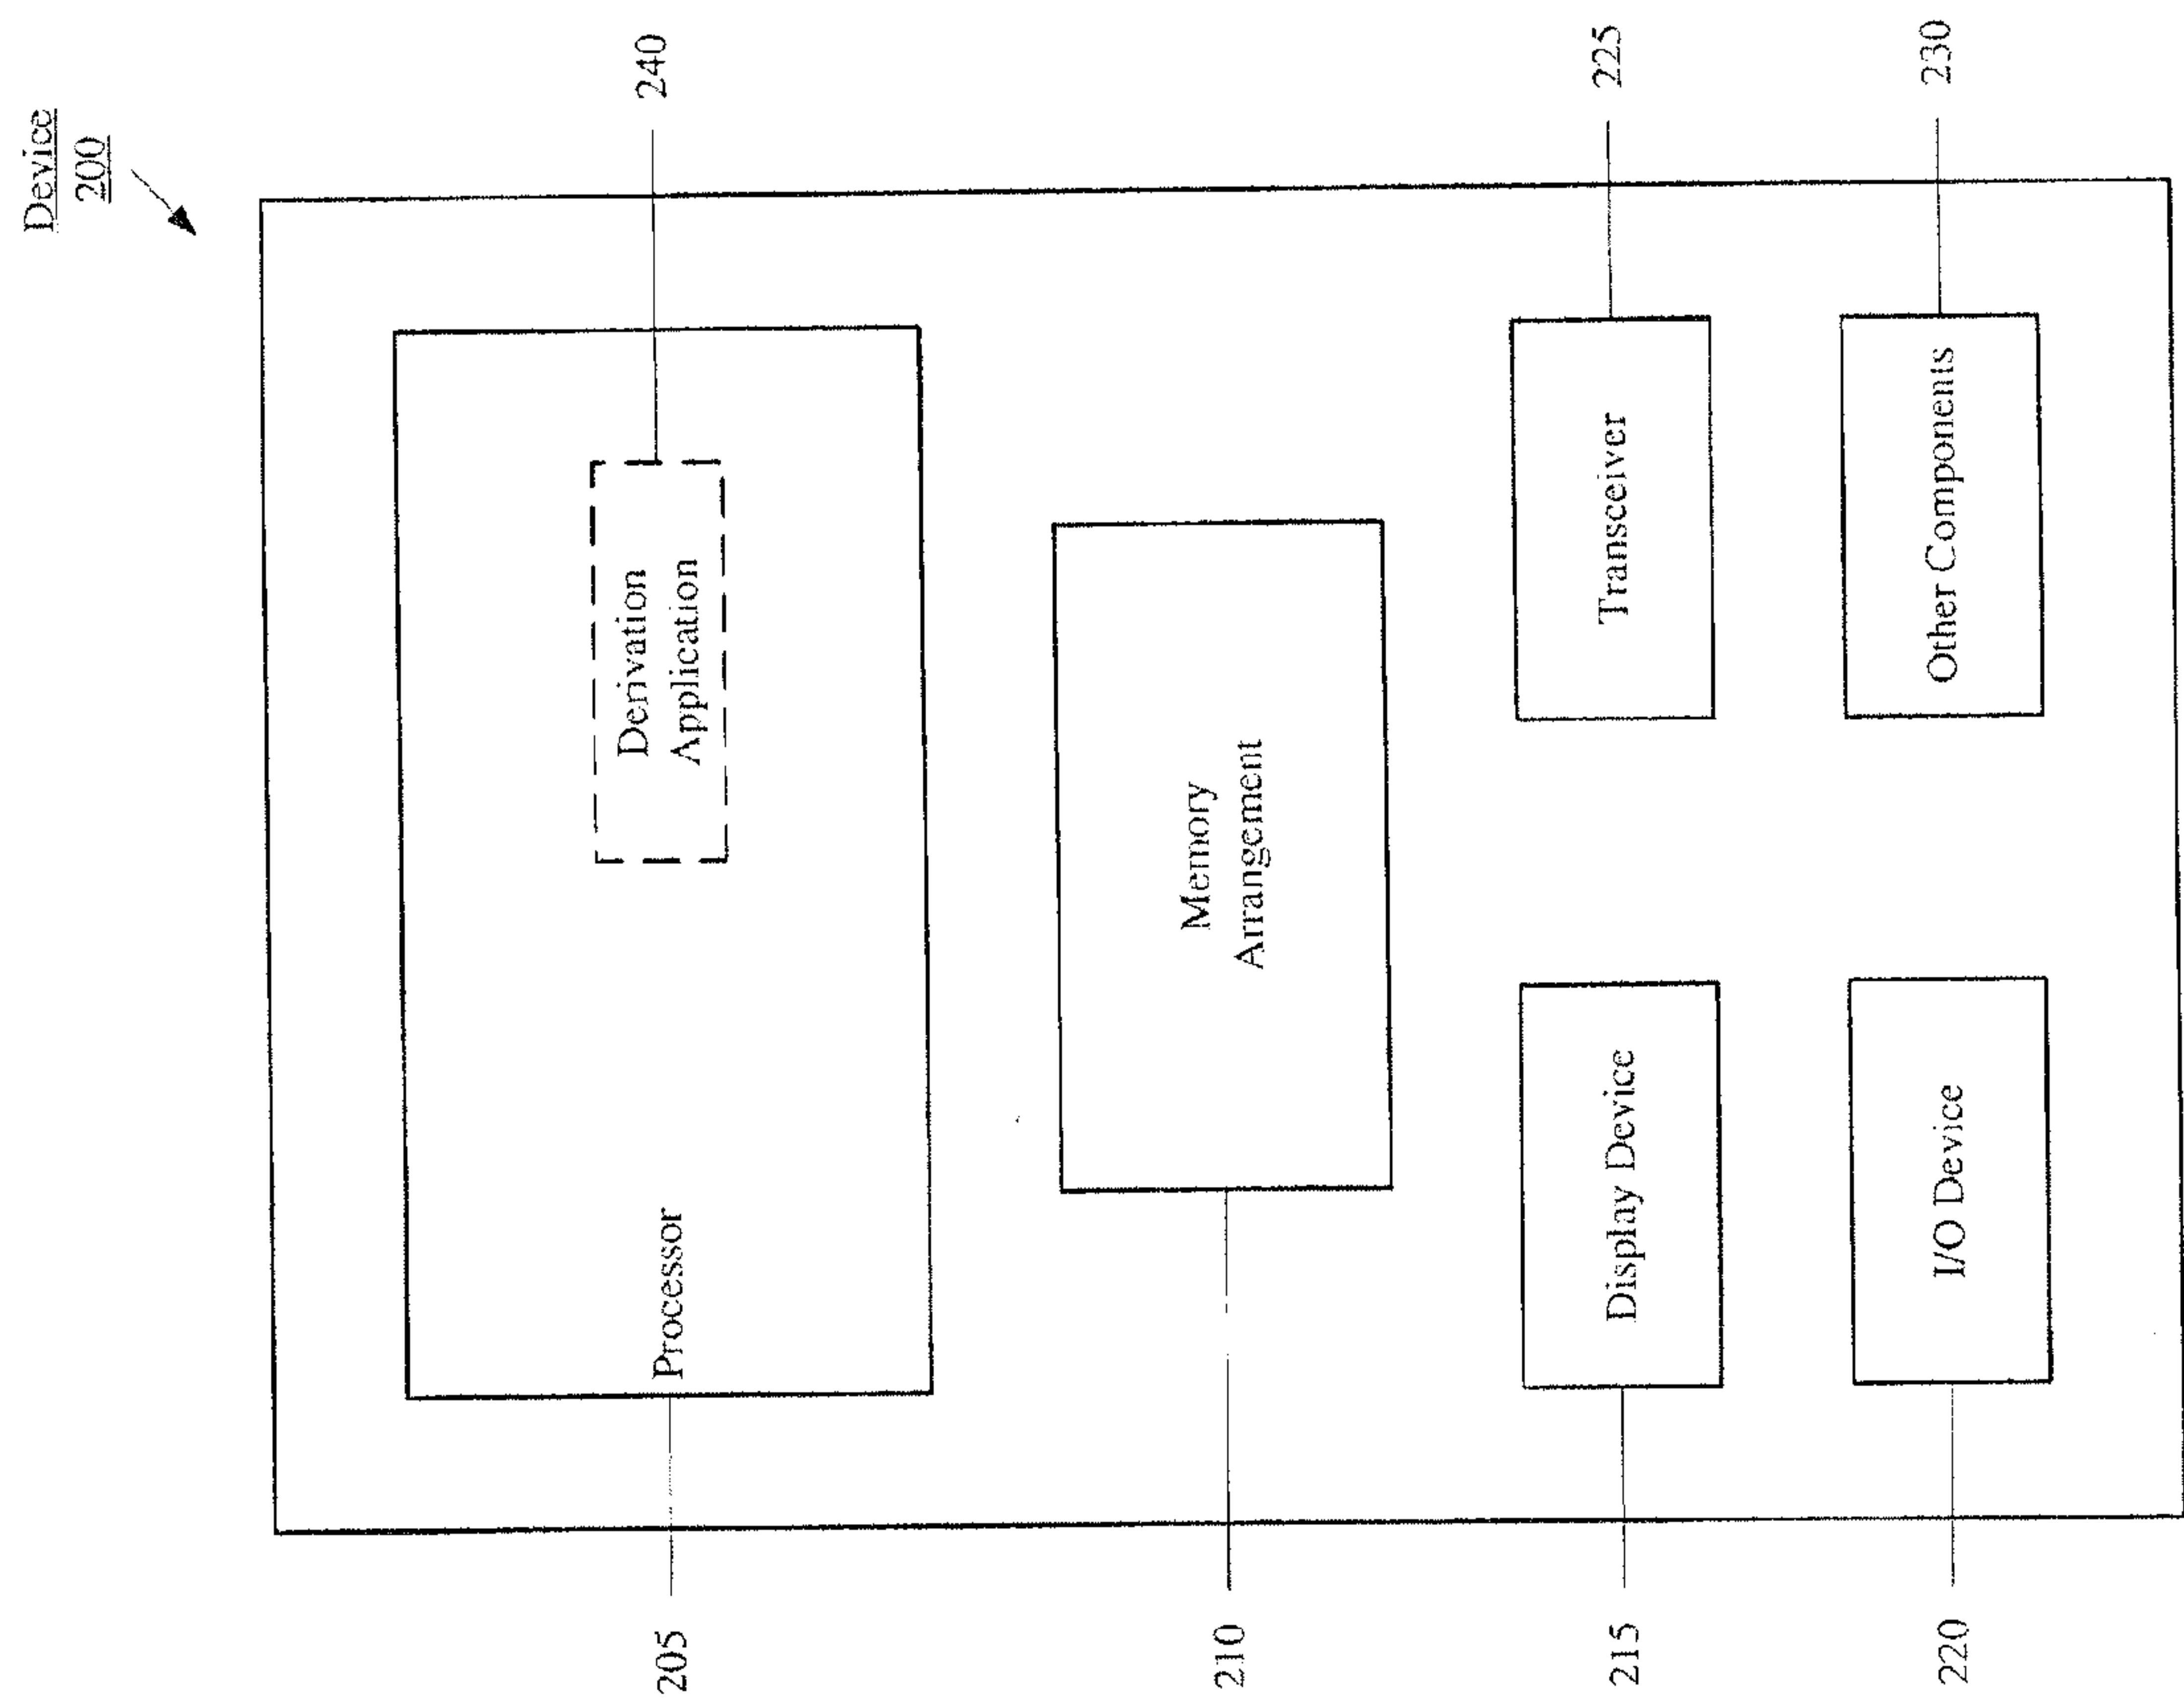 Device
200
Processor
Derivation
Application
240
205
Memory
Arrangement
210
Display Device
215
Transceiver
225
I/O Device
220
Other Components
230